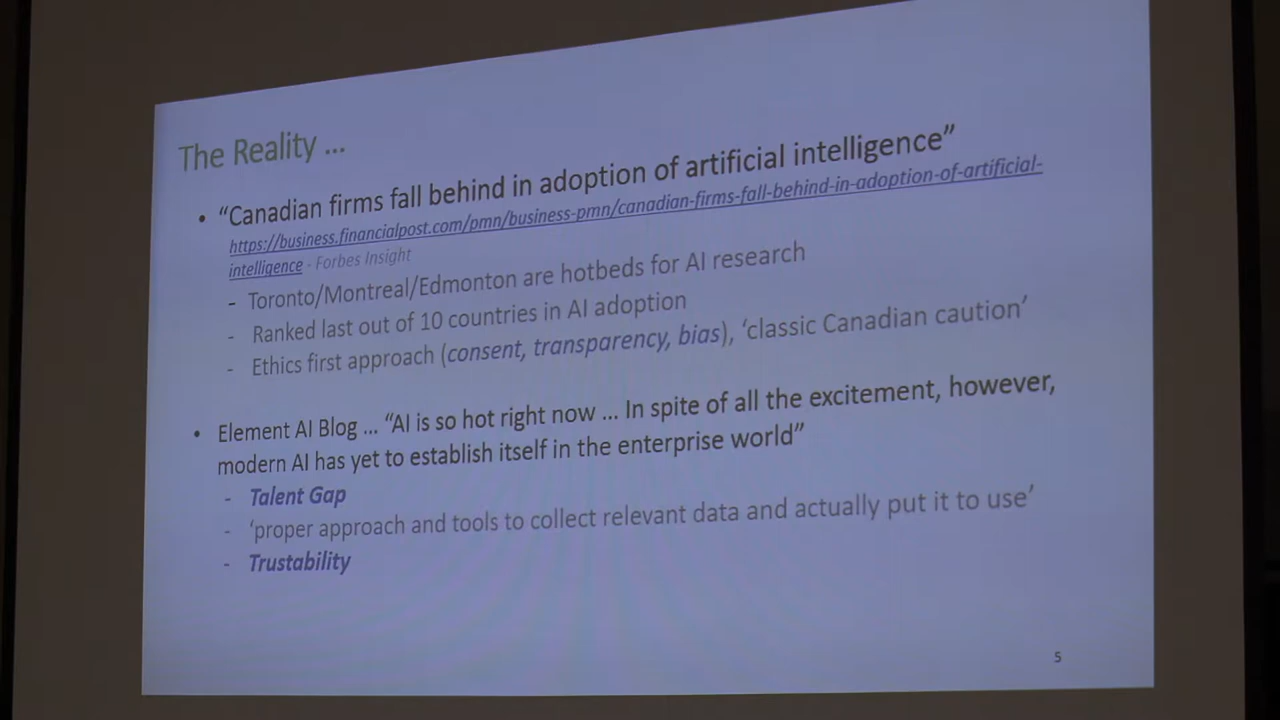 The Reality ...
• “Canadian firms fall behind in adoption of artificial intelligence”
https://business.financialpost.com/pmn/business-pmn/canadian-firms-fall-behind-in-adoption-of-artificial-
intelligence - Forbes Insight
- Toronto/Montreal/Edmonton are hotbeds for AI research
- Ranked last out of 10 countries in AI adoption
- Ethics first approach (consent, transparency, bias), ‘classic Canadian caution’
• Element AI Blog ... “AI is so hot right now ... In spite of all the excitement, however,
modern AI has yet to establish itself in the enterprise world”
- Talent Gap
- ‘proper approach and tools to collect relevant data and actually put it to use’
- Trustability
5